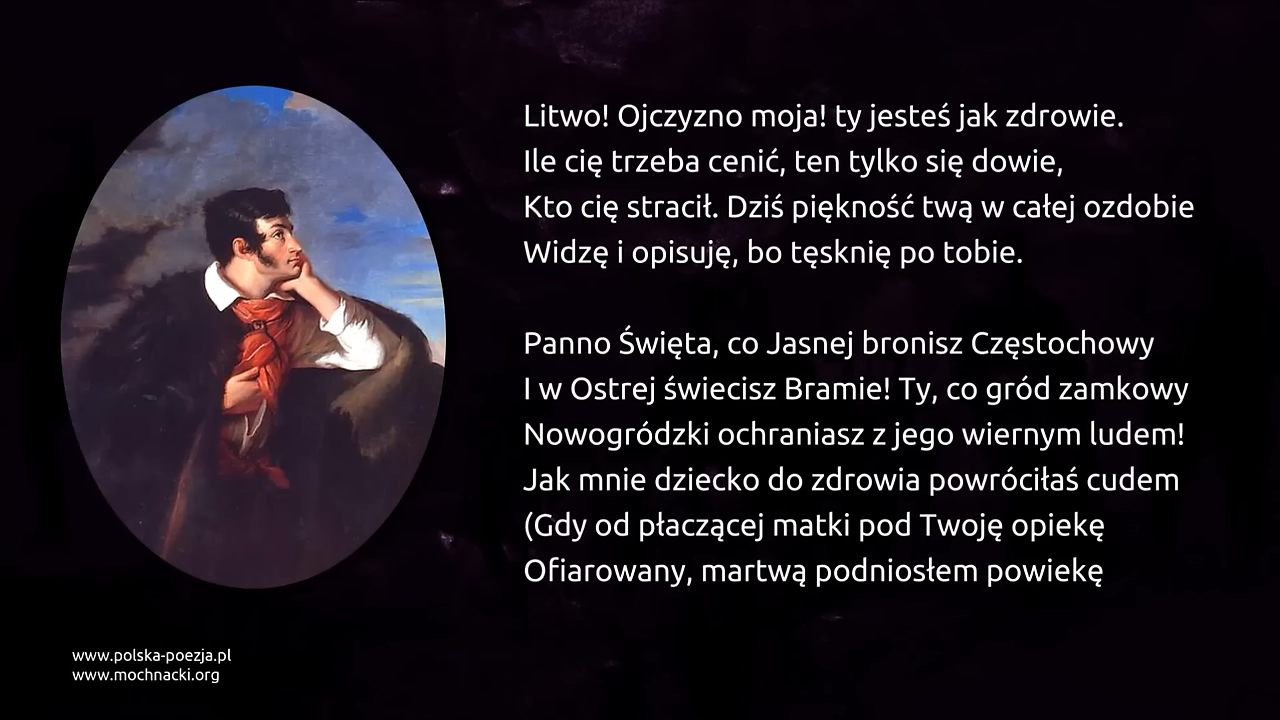 Litwo! Ojczyzno moja! ty jesteś jak zdrowie.
Ile cię trzeba cenić, ten tylko się dowie,
Kto cię stracił. Dziś piękność twą w całej ozdobie
Widzę i opisuję, bo tęsknię po tobie.

Panno Święta, co Jasnej bronisz Częstochowy
I w Ostrej świecisz Bramie! Ty, co gród zamkowy
Nowogródzki ochraniasz z jego wiernym ludem!
Jak mnie dziecko do zdrowia powróciłaś cudem
(Gdy od płaczącej matki pod Twoję opiekę
Ofiarowany, martwą podniosłem powiekę
www.polska-poezja.pl
www.mochnacki.org